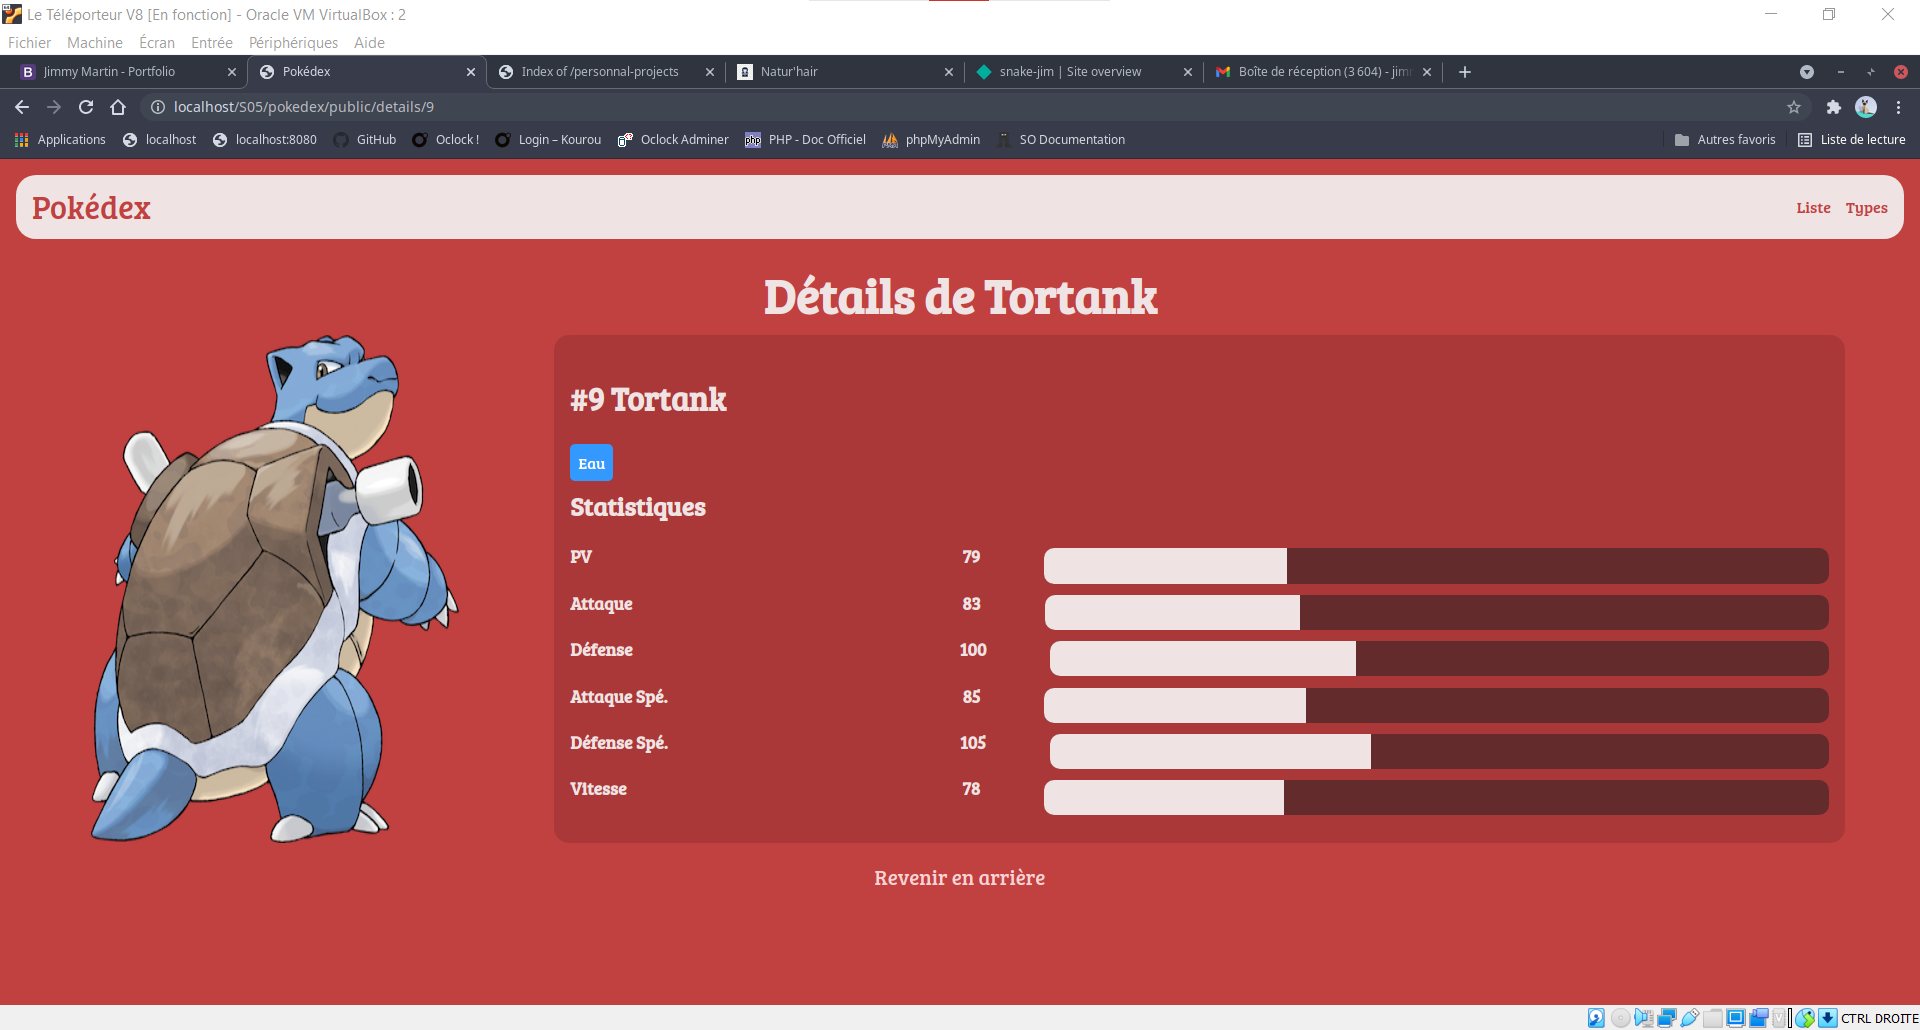 Le Téléporteur V8 [En fonction] - Oracle VM VirtualBox : 2
Fichier Machine Écran Entrée Périphériques Aide
B Jimmy Martin - Portfolio Pokédex Index of /personnal-projects Natur'hair snake-jim | Site overview Boîte de réception (3 604) - jimm
localhost/S05/pokedex/public/details/9
Applications localhost localhost:8080 GitHub Oclock ! Login – Kourou Oclock Adminer php PHP - Doc Officiel phpMyAdmin SO Documentation Autres favoris Liste de lecture
Pokédex Liste Types
Détails de Tortank
#9 Tortank
Eau
Statistiques
PV 79
Attaque 83
Défense 100
Attaque Spé. 85
Défense Spé. 105
Vitesse 78
Revenir en arrière
CTRL DROITE